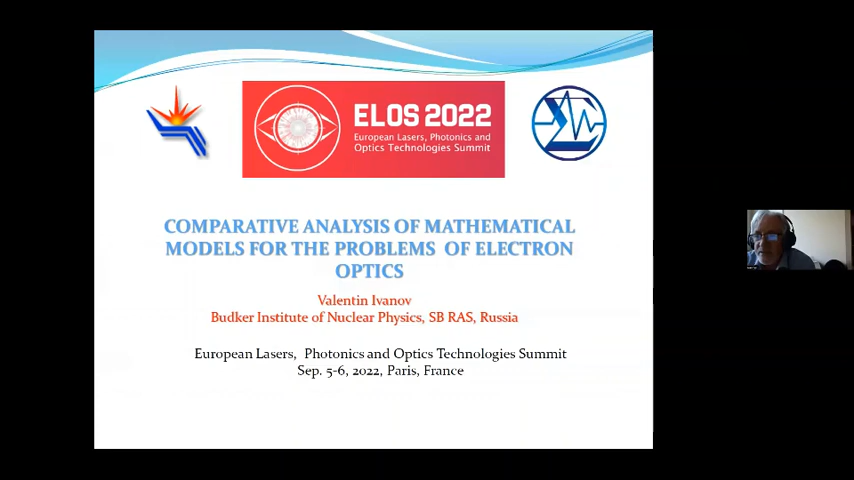 ELOS 2022
European Lasers, Photonics and
Optics Technologies Summit
COMPARATIVE ANALYSIS OF MATHEMATICAL
MODELS FOR THE PROBLEMS OF ELECTRON
OPTICS
Valentin Ivanov
Budker Institute of Nuclear Physics, SB RAS, Russia
European Lasers, Photonics and Optics Technologies Summit
Sep. 5-6, 2022, Paris, France